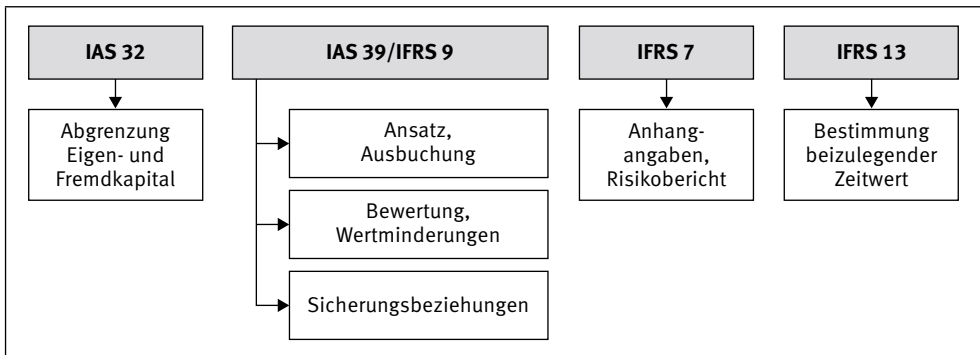 IAS 32
IAS 39/IFRS 9
IFRS 7
IFRS 13
Abgrenzung
Eigen- und
Fremdkapital
Ansatz,
Ausbuchung
Bewertung,
Wertminderungen
Sicherungsbeziehungen
Anhang-
angaben,
Risikobericht
Bestimmung
beizulegender
Zeitwert